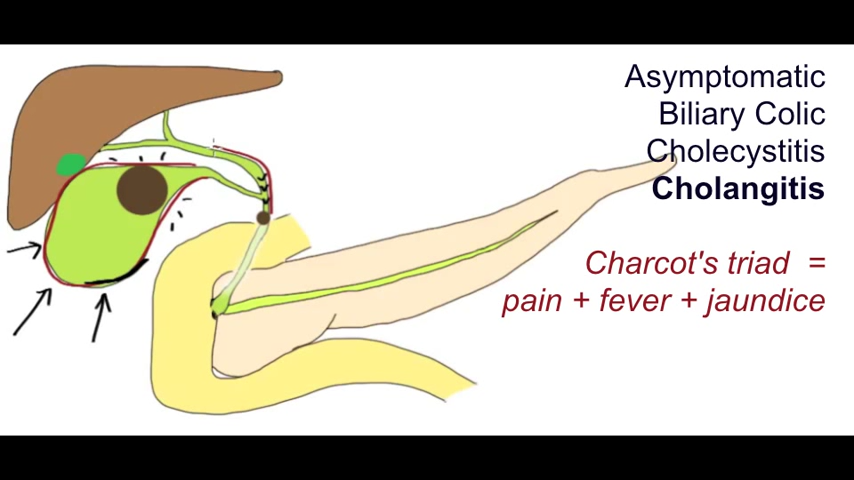 Asymptomatic
Biliary Colic
Cholecystitis
Cholangitis
Charcot's triad =
pain + fever + jaundice